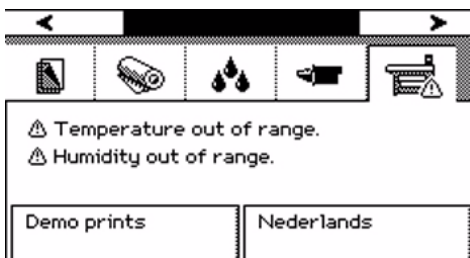 Temperature out of range.
Humidity out of range.
Demo prints
Nederlands